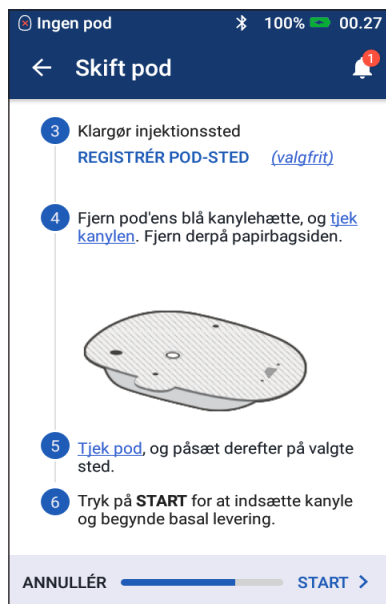 Ingen pod 100% 00.27
Skift pod 1
3 Klargør injektionssted
REGISTRÉR POD-STED (valgfrit)
4 Fjern pod'ens blå kanylehætte, og tjek
kanylen. Fjern derpå papirbagsiden.
5 Tjek pod, og påsæt derefter på valgte
sted.
6 Tryk på START for at indsætte kanyle
og begynde basal levering.
ANNULLÉR START >